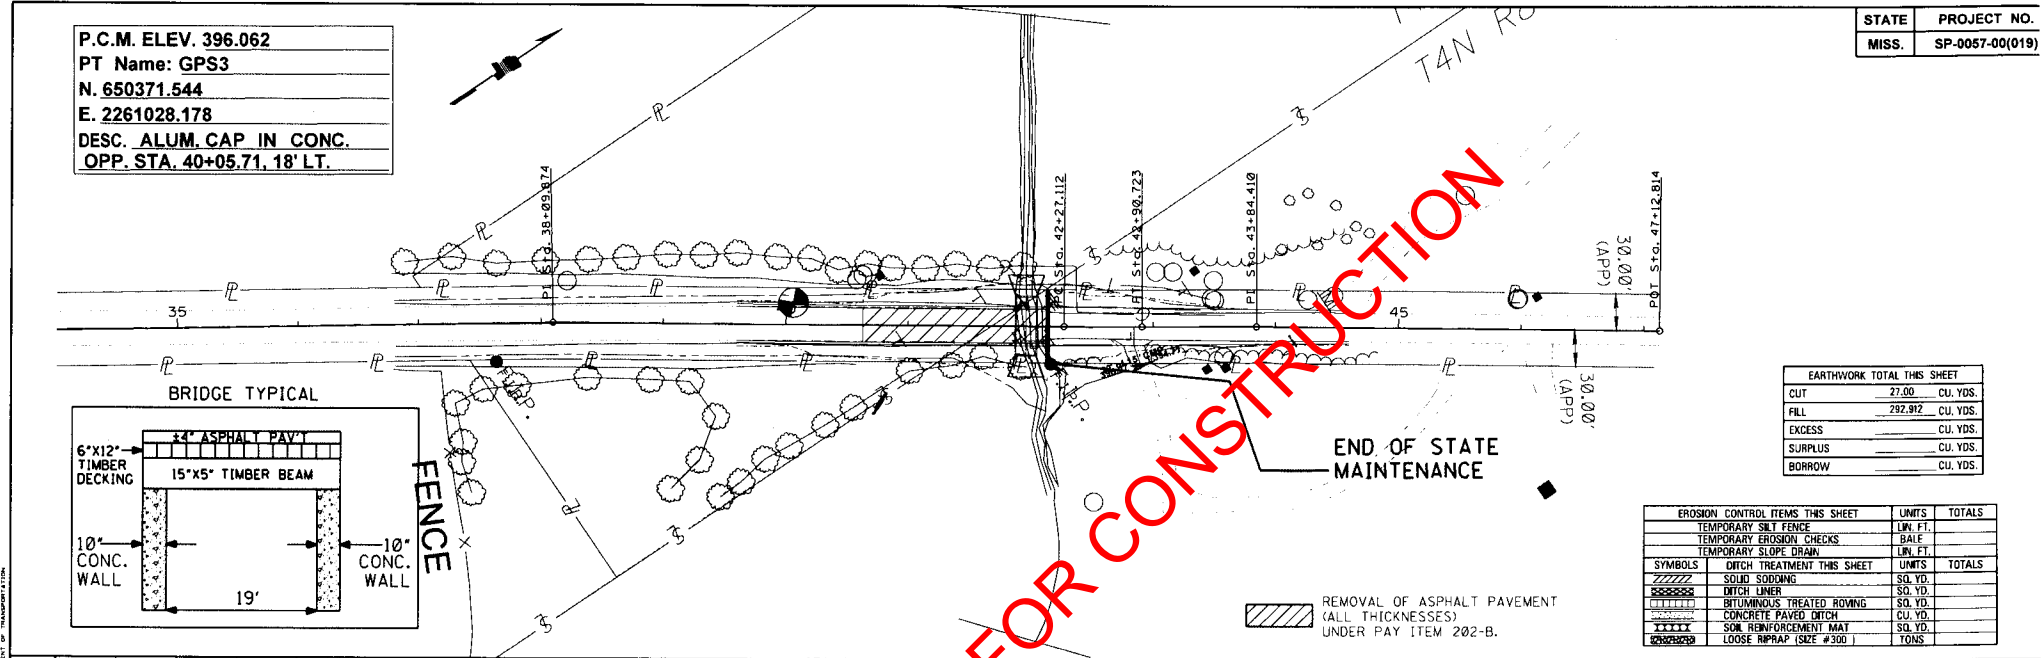 P.C.M. ELEV. 396.062
PT Name: GPS3
N. 650371.544
E. 2261028.178
DESC. ALUM. CAP IN CONC.
OPP. STA. 40+05.71, 18' LT.
STATE PROJECT NO.
MISS. SP-0057-00(019)
T4N
PI Sta. 38+09.874
PC Sta. 42+27.112
PT Sta. 42+90.723
PI Sta. 43+84.410
POT Sta. 47+12.814
30.00'
(APP)
30.00'
(APP)
35
45
BRIDGE TYPICAL
±4" ASPHALT PAV'T
6"X12"
TIMBER
DECKING
15"X5" TIMBER BEAM
10"
CONC.
WALL
10"
CONC.
WALL
19'
FENCE
END OF STATE
MAINTENANCE
FOR CONSTRUCTION
REMOVAL OF ASPHALT PAVEMENT
(ALL THICKNESSES)
UNDER PAY ITEM 202-B.
EARTHWORK TOTAL THIS SHEET
CUT 27.00 CU. YDS.
FILL 292.912 CU. YDS.
EXCESS CU. YDS.
SURPLUS CU. YDS.
BORROW CU. YDS.
EROSION CONTROL ITEMS THIS SHEET UNITS TOTALS
TEMPORARY SILT FENCE LIN. FT.
TEMPORARY EROSION CHECKS BALE
TEMPORARY SLOPE DRAIN LIN. FT.
SYMBOLS DITCH TREATMENT THIS SHEET UNITS TOTALS
SOLID SODDING SQ. YD.
DITCH LINER SQ. YD.
BITUMINOUS TREATED ROVING SQ. YD.
CONCRETE PAVED DITCH CU. YD.
SOIL REINFORCEMENT MAT SQ. YD.
LOOSE RIPRAP (SIZE #300 ) TONS